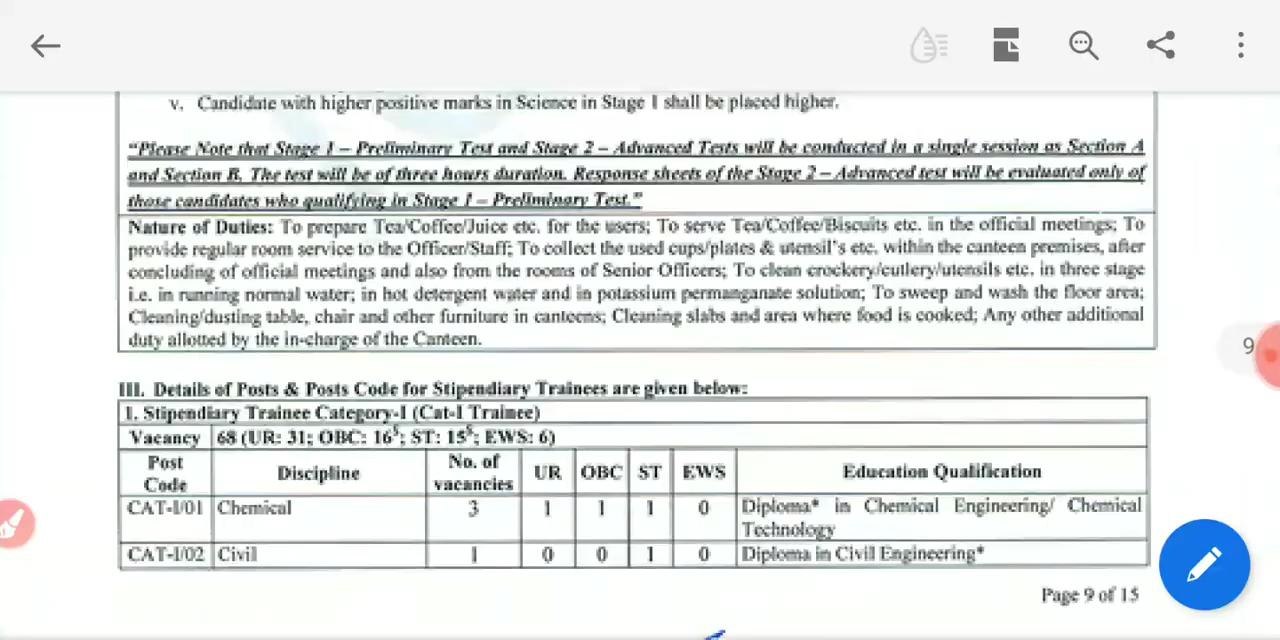 v. Candidate with higher positive marks in Science in Stage 1 shall be placed higher.
"Please Note that Stage 1 – Preliminary Test and Stage 2 – Advanced Tests will be conducted in a single session as Section A
and Section B. The test will be of three hours duration. Response sheets of the Stage 2 – Advanced test will be evaluated only of
those candidates who qualifying in Stage 1 – Preliminary Test."
Nature of Duties: To prepare Tea/Coffee/Juice etc. for the users; To serve Tea/Coffee/Biscuits etc. in the official meetings; To
provide regular room service to the Officer/Staff; To collect the used cups/plates & utensil's etc. within the canteen premises, after
concluding of official meetings and also from the rooms of Senior Officers; To clean crockery/cutlery/utensils etc. in three stage
i.e. in running normal water; in hot detergent water and in potassium permanganate solution; To sweep and wash the floor area;
Cleaning/dusting table, chair and other furniture in canteens; Cleaning slabs and area where food is cooked; Any other additional
duty allotted by the in-charge of the Canteen.
9
III. Details of Posts & Posts Code for Stipendiary Trainees are given below:
1. Stipendiary Trainee Category-I (Cat-I Trainee)
Vacancy 68 (UR: 31; OBC: 16$; ST: 15$; EWS: 6)
Post Code Discipline No. of vacancies UR OBC ST EWS Education Qualification
CAT-I/01 Chemical 3 1 1 1 0 Diploma* in Chemical Engineering/ Chemical
Technology
CAT-I/02 Civil 1 0 0 1 0 Diploma in Civil Engineering*
Page 9 of 15